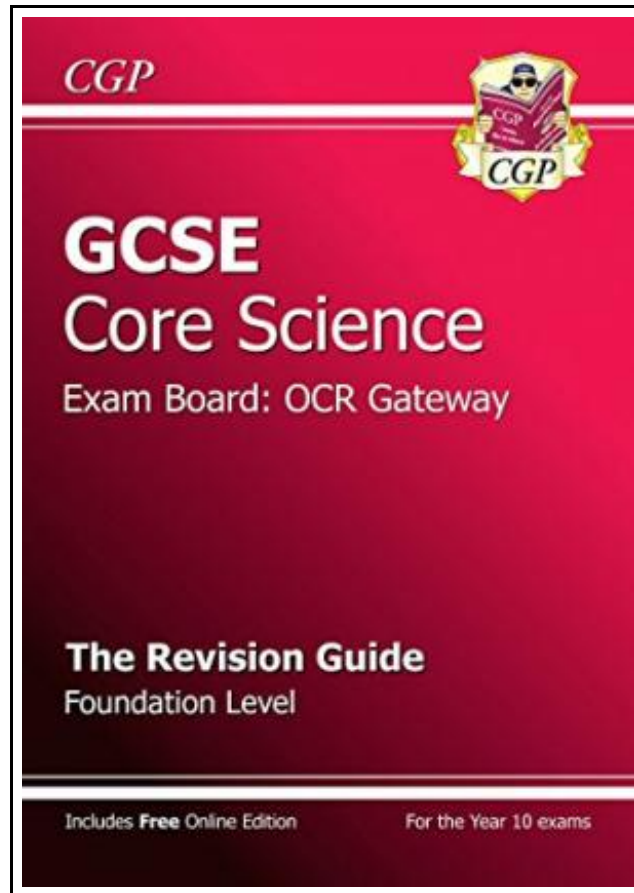 CGP
CGP
CGP
GCSE
Core Science
Exam Board: OCR Gateway
The Revision Guide
Foundation Level
Includes Free Online Edition
For the Year 10 exams